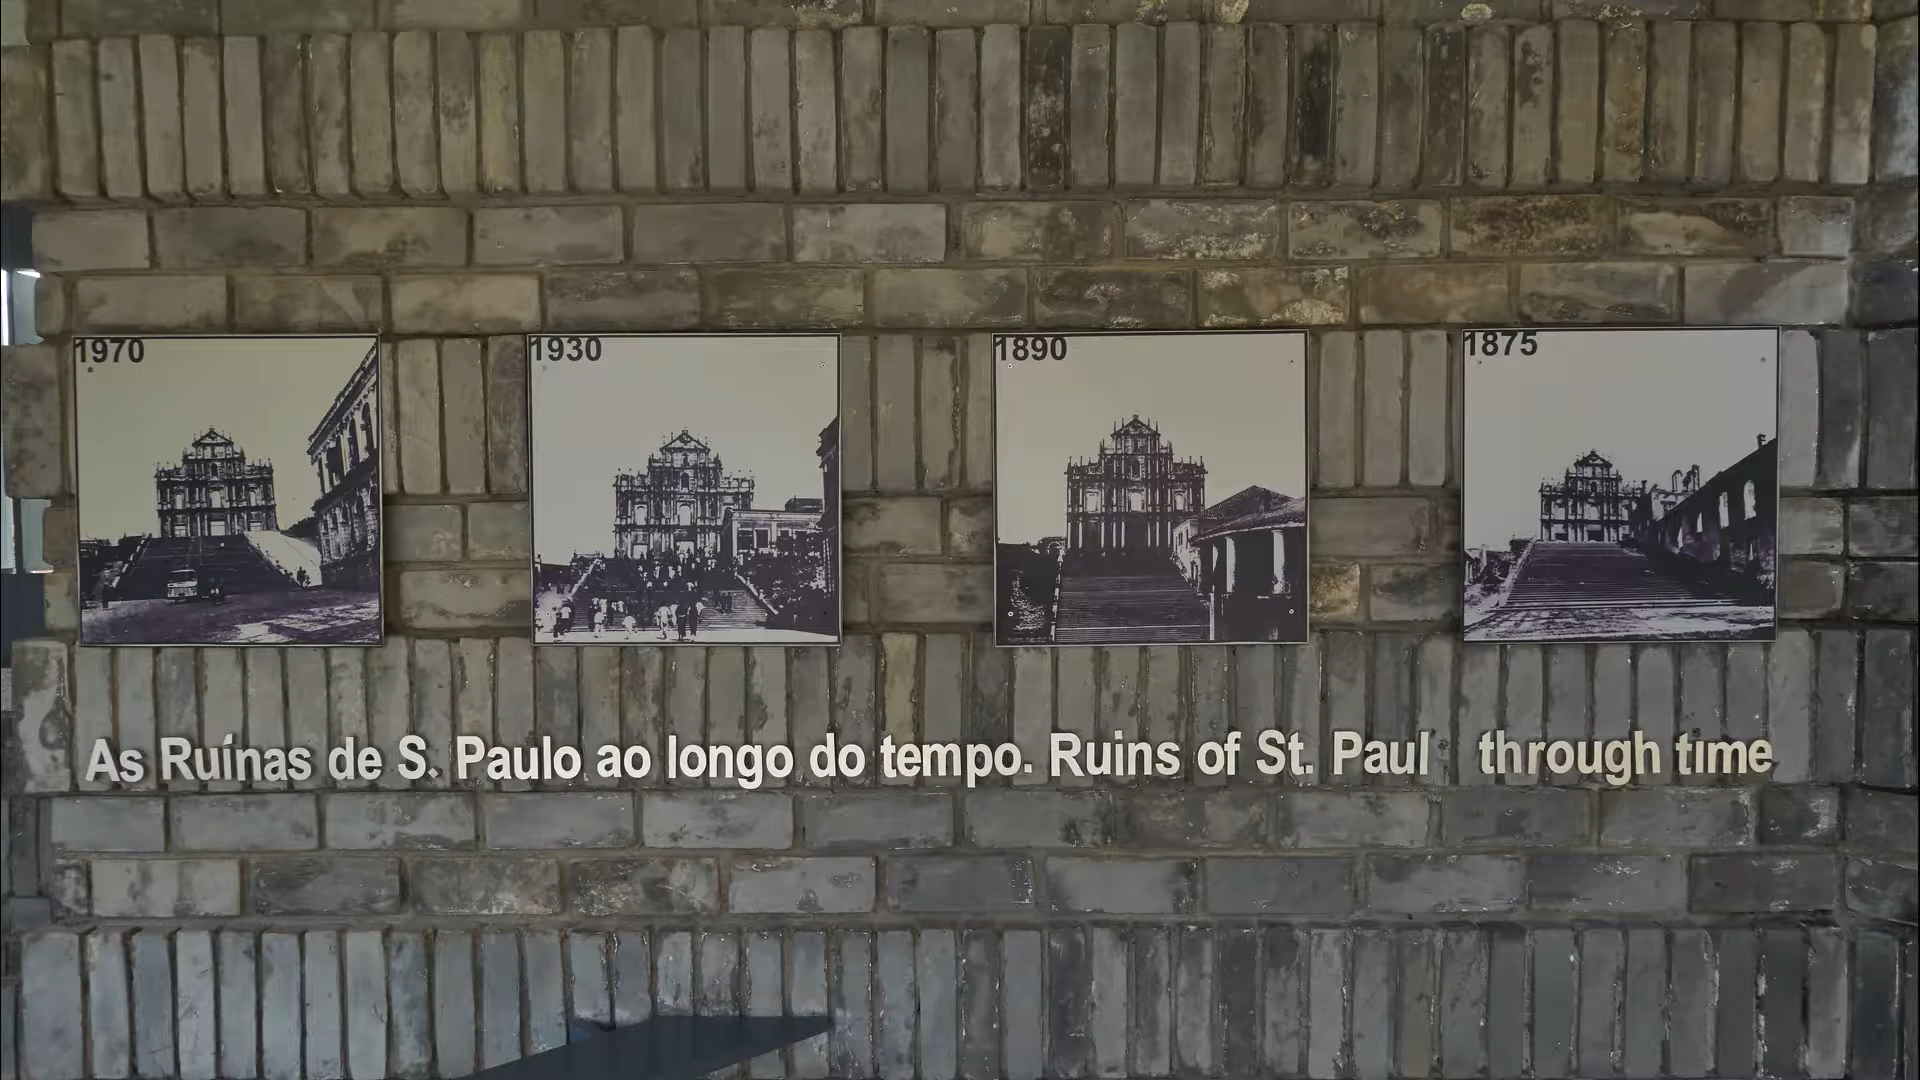 1970
1930
1890
1875
As Ruínas de S. Paulo ao longo do tempo. Ruins of St. Paul through time